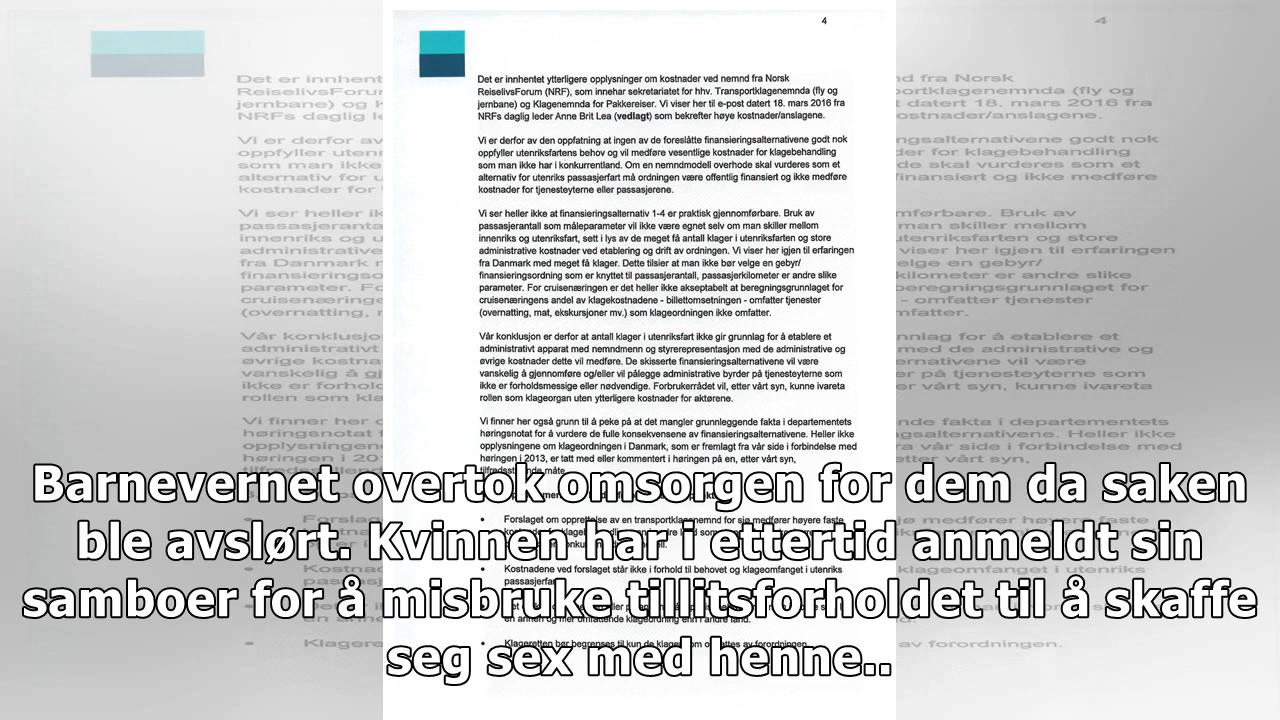 4
Det er innhentet ytterligere opplysninger om kostnader ved nemnd fra Norsk
ReiselivsForum (NRF), som innehar sekretariatet for hhv. Transportklagenemnda (fly og
jernbane) og Klagenemnda for Pakkereiser. Vi viser her til e-post datert 18. mars 2016 fra
NRFs daglig leder Anne Brit Lea (vedlagt) som bekrefter høye kostnader/anslagene.
Vi er derfor av den oppfatning at ingen av de foreslåtte finansieringsalternativene godt nok
oppfyller utenriksfartens behov og vil medføre vesentlige kostnader for klagebehandling
som man ikke har i konkurrentland. Om en nemndmodell overhode skal vurderes som et
alternativ for utenriks passasjerfart må ordningen være offentlig finansiert og ikke medføre
kostnader for tjenesteyterne eller passasjerene.
Vi ser heller ikke at finansieringsalternativ 1-4 er praktisk gjennomførbare. Bruk av
passasjerantall som måleparameter vil ikke være egnet selv om man skiller mellom
innenriks og utenriksfart, sett i lys av de meget få antall klager i utenriksfarten og store
administrative kostnader ved etablering og drift av ordningen. Vi viser her igjen til erfaringen
fra Danmark med meget få klager. Dette tilsier at man ikke bør velge en gebyr/
finansieringsordning som er knyttet til passasjerantall, passasjerkilometer er andre slike
parameter. For cruisenæringen er det heller ikke akseptabelt at beregningsgrunnlaget for
cruisenæringens andel av klagekostnadene - billettomsetningen - omfatter tjenester
(overnatting, mat, ekskursjoner mv.) som klageordningen ikke omfatter.
Vår konklusjon er derfor at antall klager i utenriksfart ikke gir grunnlag for å etablere et
administrativt apparat med nemndmenn og styrerepresentasjon med de administrative og
øvrige kostnader dette vil medføre. De skisserte finansieringsalternativene vil være
vanskelig å gjennomføre og/eller vil pålegge administrative byrder på tjenesteyterne som
ikke er forholdsmessige eller nødvendige. Forbrukerrådet vil, etter vårt syn, kunne ivareta
rollen som klageorgan uten ytterligere kostnader for aktørene.
Vi finner her også grunn til å peke på at det mangler grunnleggende fakta i departementets
høringsnotat for å vurdere de fulle konsekvensene av finansieringsalternativene. Heller ikke
opplysningene om klageordningen i Danmark, som er fremlagt fra vår side i forbindelse med
høringen i 2013, er tatt med eller kommentert i høringen på en, etter vårt syn,
måte.
Barnevernet overtok omsorgen for dem da saken
• Forslaget om opprettelse av en transportklagenemnd for sjø medfører høyere faste
ble avslørt. Kvinnen har i ettertid anmeldt sin
• Kostnadene ved forslaget står ikke i forhold til behovet og klageomfanget i utenriks
samboer for å misbruke tillitsforholdet til å skaffe
• Klageretten bør begrenses til kun de klager som omfattes av forordningen.
seg sex med henne..